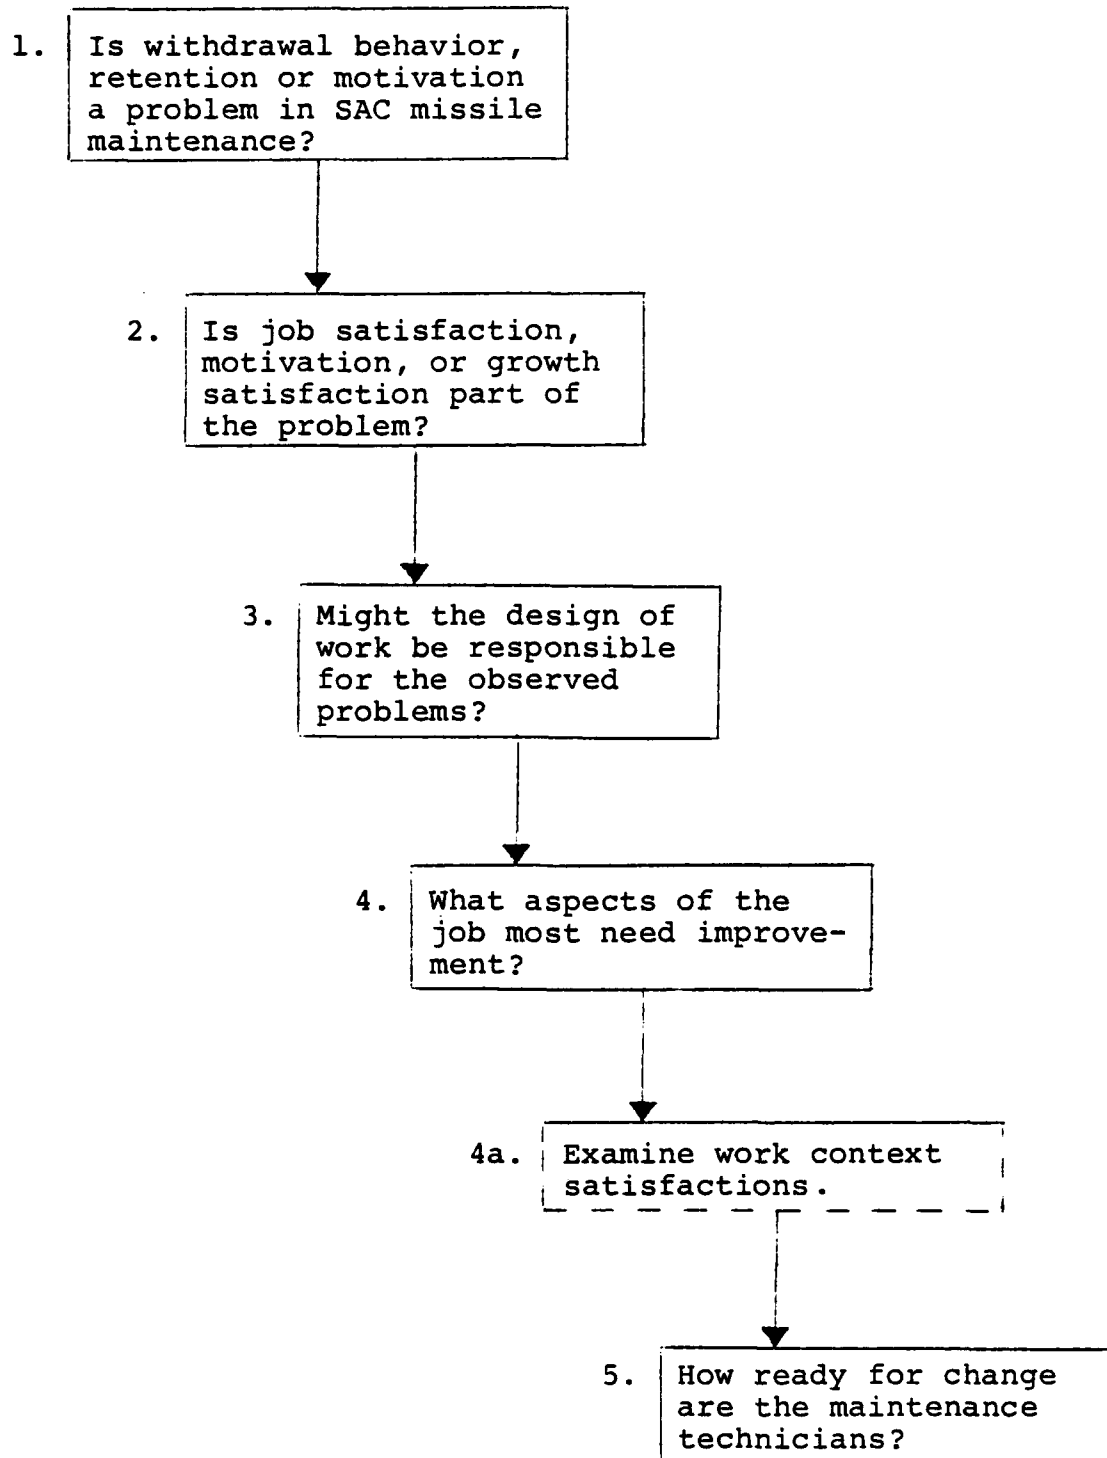 1. Is withdrawal behavior,
retention or motivation
a problem in SAC missile
maintenance?
2. Is job satisfaction,
motivation, or growth
satisfaction part of
the problem?
3. Might the design of
work be responsible
for the observed
problems?
4. What aspects of the
job most need improve-
ment?
4a. Examine work context
satisfactions.
5. How ready for change
are the maintenance
technicians?